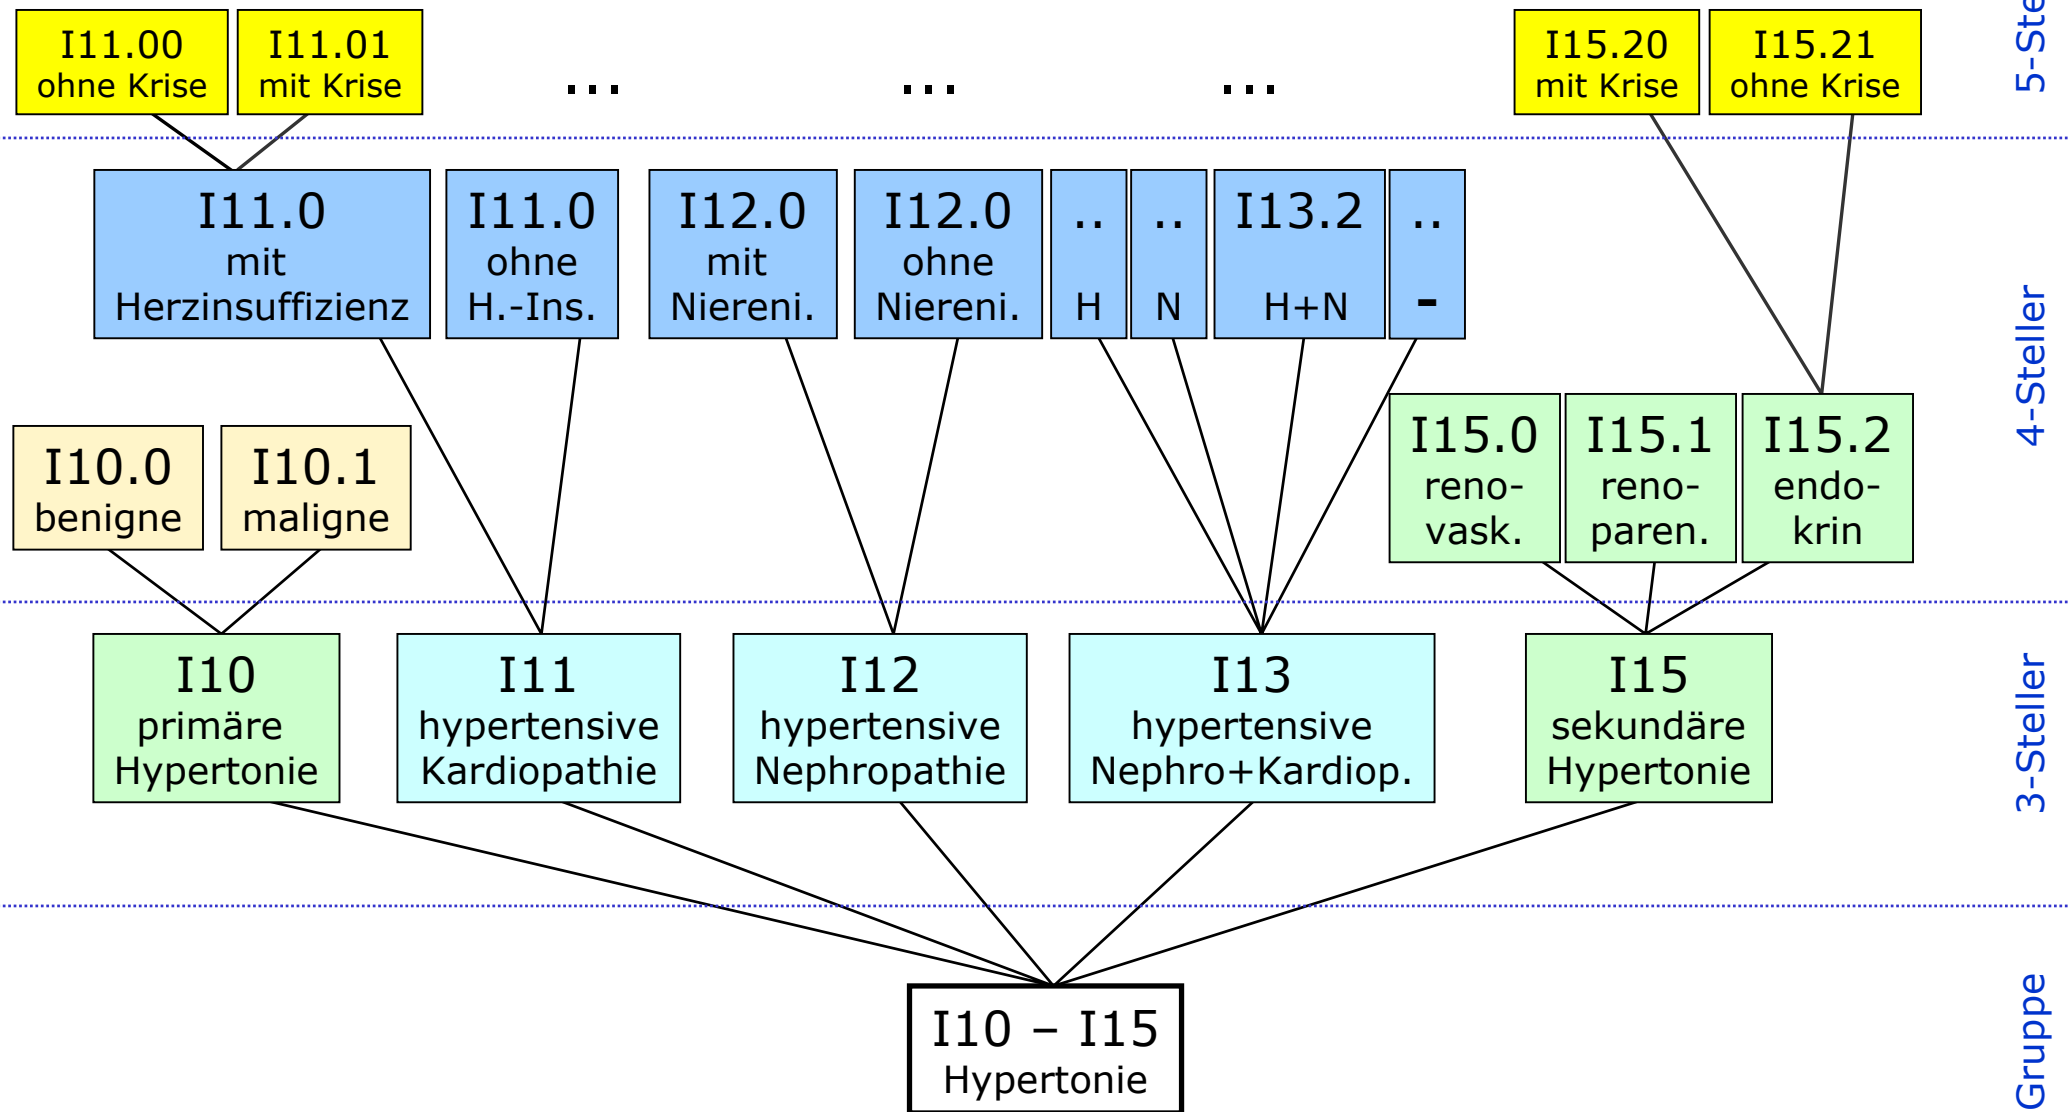 I11.00
ohne Krise
I11.01
mit Krise
...
...
...
I15.20
mit Krise
I15.21
ohne Krise
I11.0
mit
Herzinsuffizienz
I11.0
ohne
H.-Ins.
I12.0
mit
Niereni.
I12.0
ohne
Niereni.
..
H
..
N
I13.2
H+N
..
-
4-Steller
I10.0
benigne
I10.1
maligne
I15.0
reno-
vask.
I15.1
reno-
paren.
I15.2
endo-
krin
I10
primäre
Hypertonie
I11
hypertensive
Kardiopathie
I12
hypertensive
Nephropathie
I13
hypertensive
Nephro+Kardiop.
I15
sekundäre
Hypertonie
3-Steller
I10 – I15
Hypertonie
Gruppe